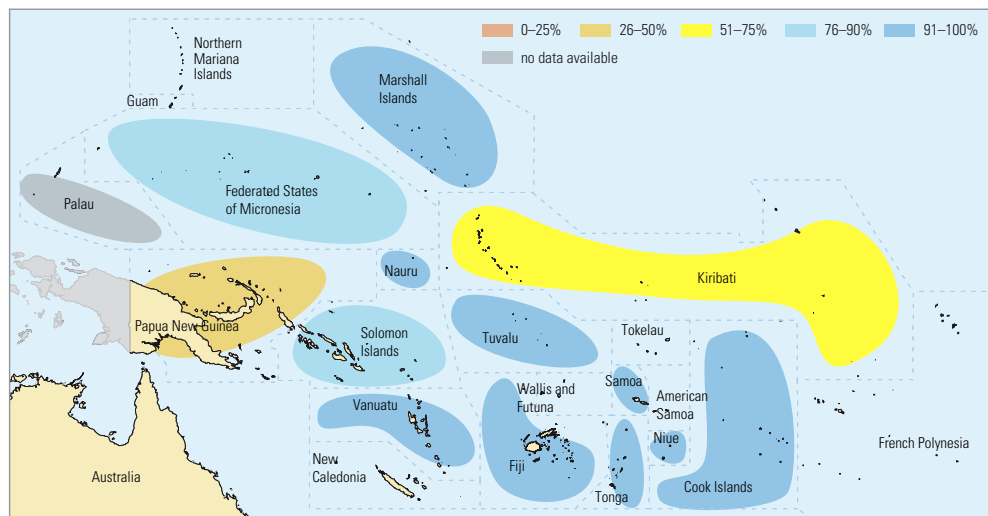 0–25%
26–50%
51–75%
76–90%
91–100%
no data available
Northern
Mariana
Islands
Guam
Marshall
Islands
Federated States
of Micronesia
Palau
Nauru
Kiribati
Papua New Guinea
Solomon
Islands
Tuvalu
Tokelau
Wallis and
Futuna
Samoa
American
Samoa
Vanuatu
Niue
French Polynesia
New
Caledonia
Fiji
Tonga
Cook Islands
Australia